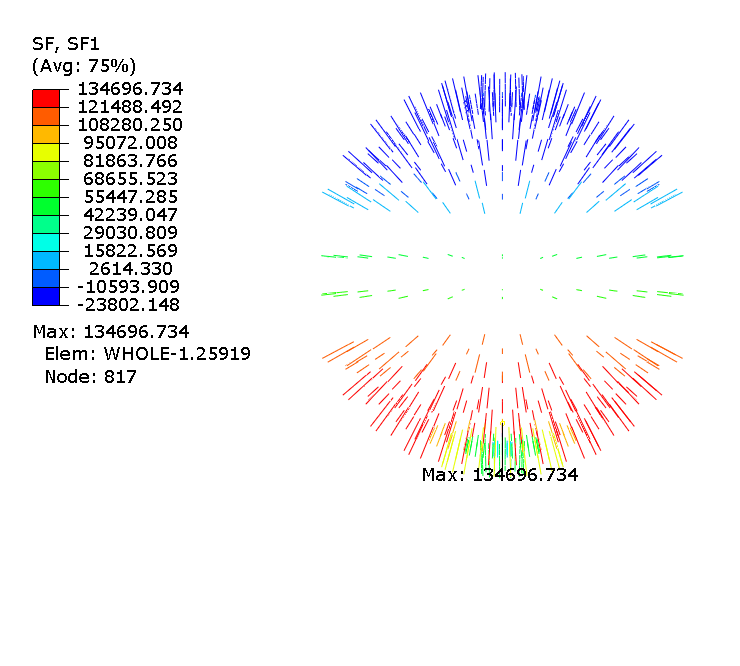 SF, SF1
(Avg: 75%)
134696.734
121488.492
108280.250
95072.008
81863.766
68655.523
55447.285
42239.047
29030.809
15822.569
2614.330
-10593.909
-23802.148
Max: 134696.734
Elem: WHOLE-1.25919
Node: 817
Max: 134696.734